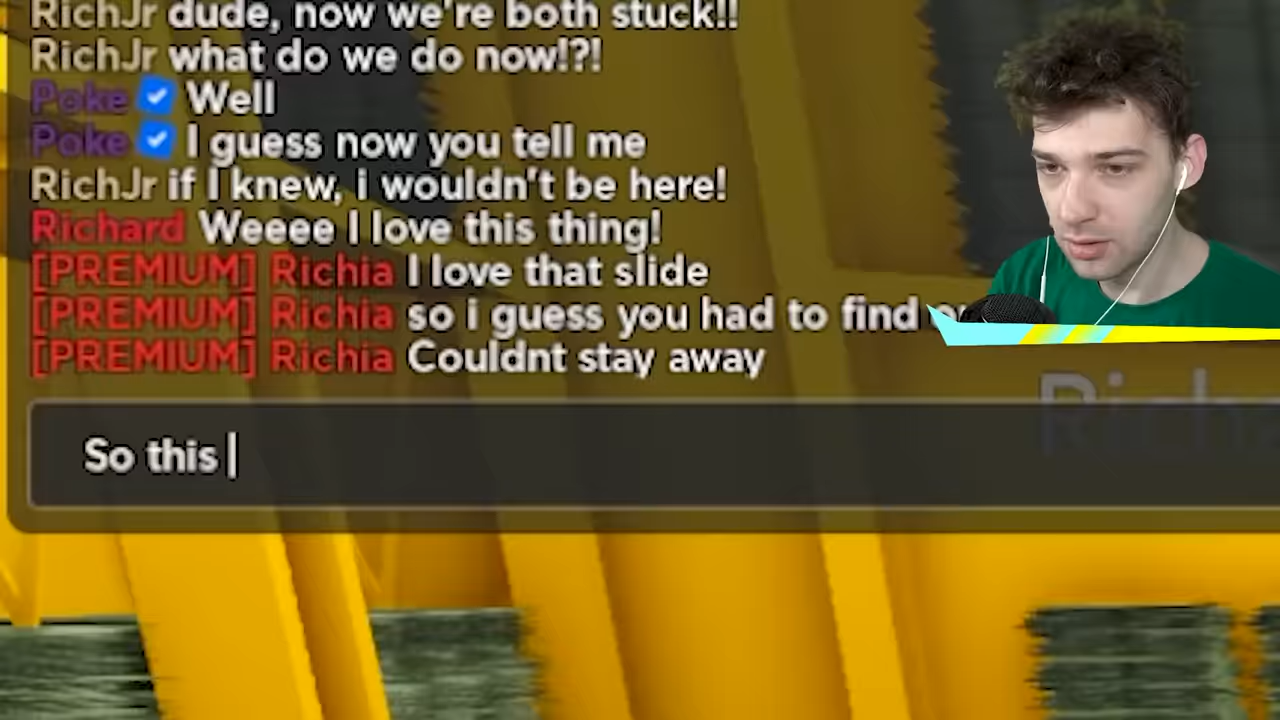 RichJr dude, now we're both stuck!!
RichJr what do we do now!?!
Poke Well
Poke I guess now you tell me
RichJr if I knew, i wouldn't be here!
Richard Weeee I love this thing!
[PREMIUM] Richia I love that slide
[PREMIUM] Richia so i guess you had to find
[PREMIUM] Richia Couldnt stay away
So this